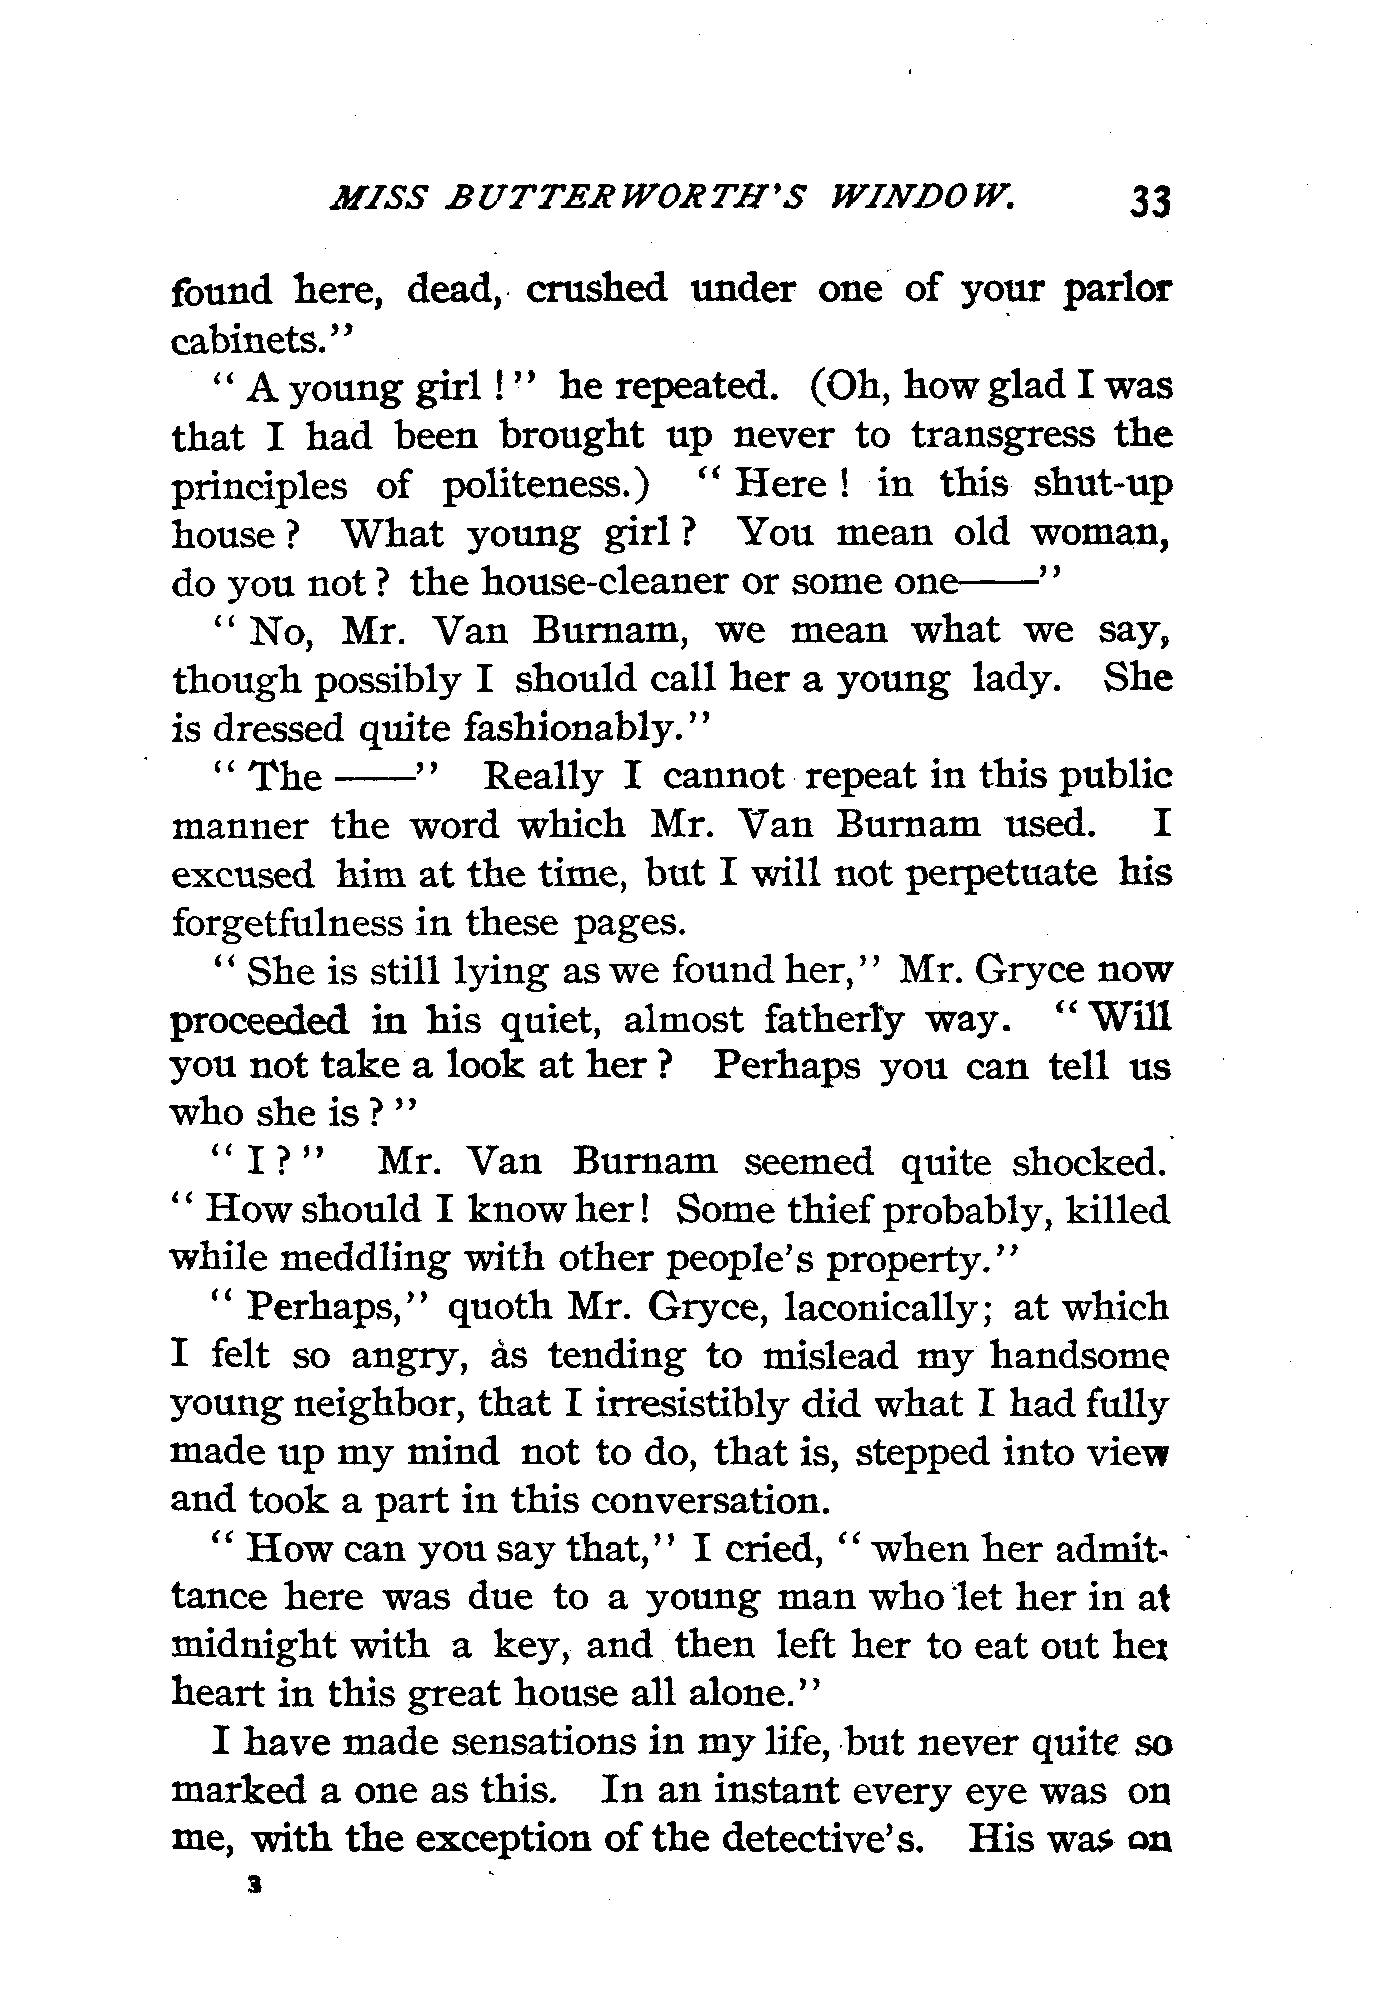 MISS BUTTERWORTH'S WINDOW. 33
found here, dead, crushed under one of your parlor
cabinets."
" A young girl ! " he repeated. (Oh, how glad I was
that I had been brought up never to transgress the
principles of politeness.) " Here ! in this shut-up
house ? What young girl ? You mean old woman,
do you not ? the house-cleaner or some one——"
" No, Mr. Van Burnam, we mean what we say,
though possibly I should call her a young lady. She
is dressed quite fashionably."
" The ——" Really I cannot repeat in this public
manner the word which Mr. Van Burnam used. I
excused him at the time, but I will not perpetuate his
forgetfulness in these pages.
" She is still lying as we found her," Mr. Gryce now
proceeded in his quiet, almost fatherly way. " Will
you not take a look at her ? Perhaps you can tell us
who she is ? "
" I ? " Mr. Van Burnam seemed quite shocked.
" How should I know her! Some thief probably, killed
while meddling with other people's property."
" Perhaps," quoth Mr. Gryce, laconically; at which
I felt so angry, as tending to mislead my handsome
young neighbor, that I irresistibly did what I had fully
made up my mind not to do, that is, stepped into view
and took a part in this conversation.
" How can you say that," I cried, " when her admit-
tance here was due to a young man who let her in at
midnight with a key, and then left her to eat out her
heart in this great house all alone."
I have made sensations in my life, but never quite so
marked a one as this. In an instant every eye was on
me, with the exception of the detective's. His was on
3